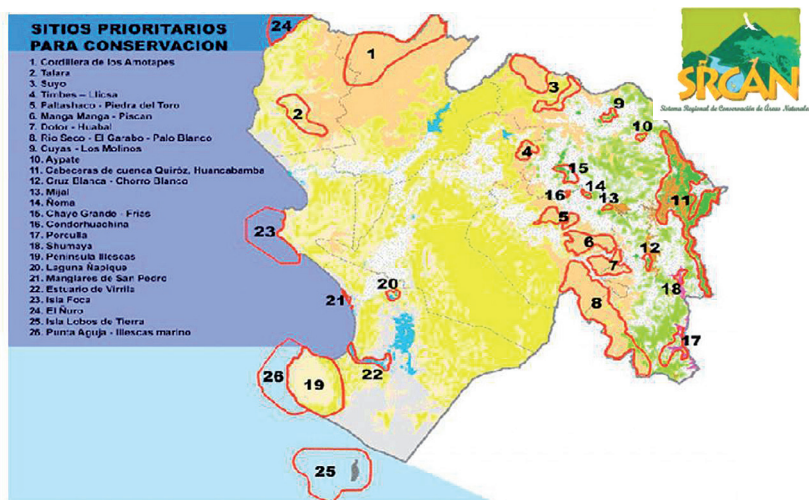 SITIOS PRIORITARIOS
PARA CONSERVACION
1. Cordillera de los Amotapes
2. Talara
3. Suyo
4. Timbes – Llicsa
5. Paltashaco - Piedra del Toro
6. Manga Manga - Piscan
7. Dotor - Huabal
8. Rio Seco - El Garabo - Palo Blanco
9. Cuyas - Los Molinos
10. Aypate
11. Cabeceras de cuenca Quiróz, Huancabamba
12. Cruz Blanca - Chorro Blanco
13. Mijal
14. Ñoma
15. Chaye Grande - Frias
16. Condorhuachina
17. Porculla
18. Shumaya
19. Peninsula Illescas
20. Laguna Ñapique
21. Manglares de San Pedro
22. Estuario de Virrila
23. Isla Foca
24. El Ñuro
25. Isla Lobos de Tierra
26. Punta Aguja - Illescas marino
24
1
3
2
9
10
4
15
14
16
13
11
5
23
6
12
7
20
18
21
8
17
22
26
19
25
SRCAN
Sistema Regional de Conservación de Áreas Naturales